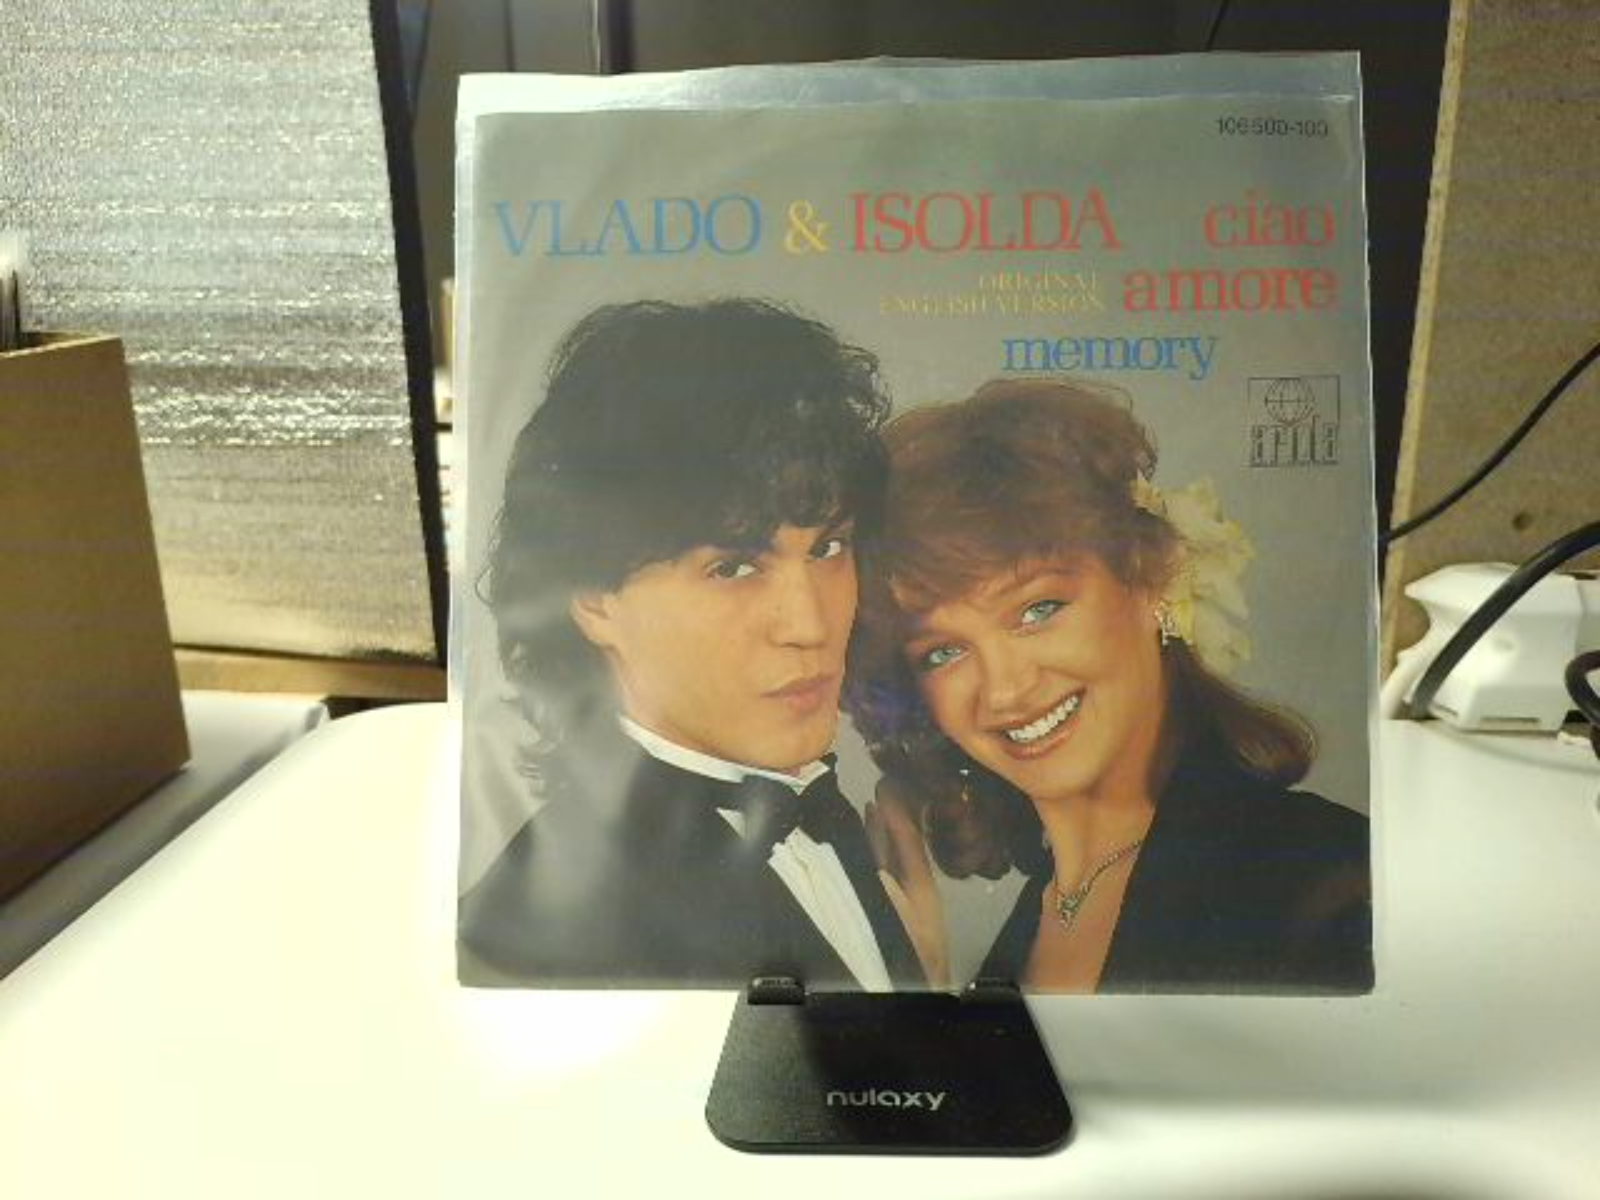 106 500-100
VLADO & ISOLDA ciao
ORIGINAL
ENGLISH VERSION amore
memory
ariola
nulaxy